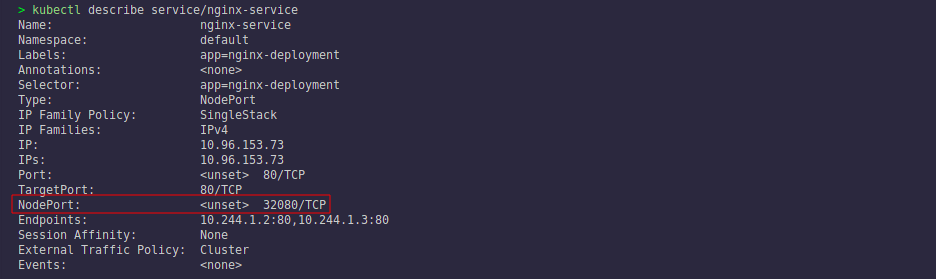 > kubectl describe service/nginx-service
Name:                     nginx-service
Namespace:                default
Labels:                   app=nginx-deployment
Annotations:              <none>
Selector:                 app=nginx-deployment
Type:                     NodePort
IP Family Policy:         SingleStack
IP Families:              IPv4
IP:                       10.96.153.73
IPs:                      10.96.153.73
Port:                     <unset>  80/TCP
TargetPort:               80/TCP
NodePort:                 <unset>  32080/TCP
Endpoints:                10.244.1.2:80,10.244.1.3:80
Session Affinity:         None
External Traffic Policy:  Cluster
Events:                   <none>